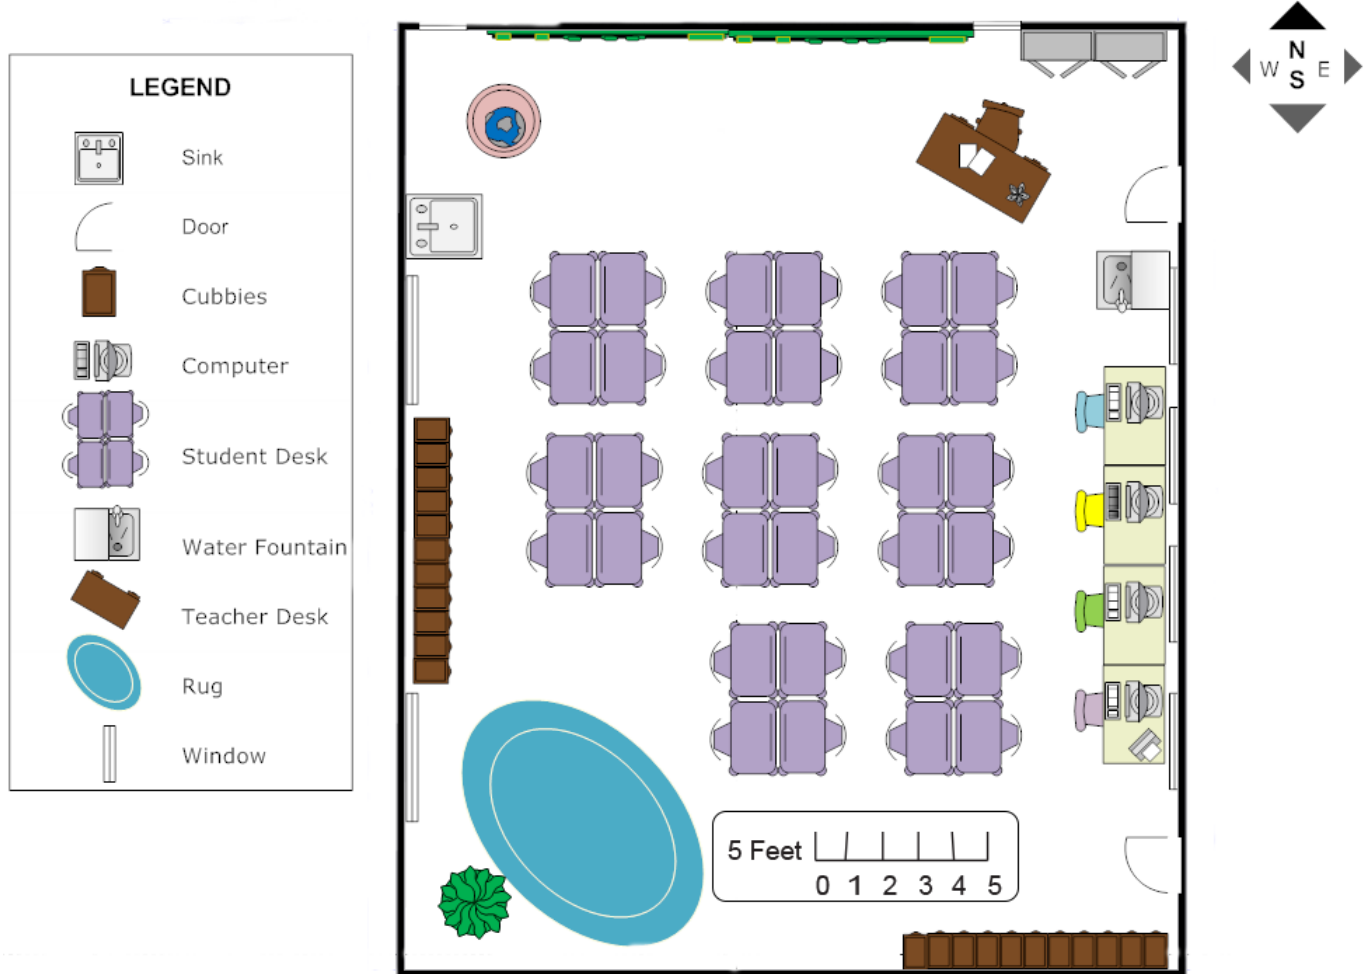 LEGEND
Sink
Door
Cubbies
Computer
Student Desk
Water Fountain
Teacher Desk
Rug
Window
N
W S E
5 Feet
0 1 2 3 4 5